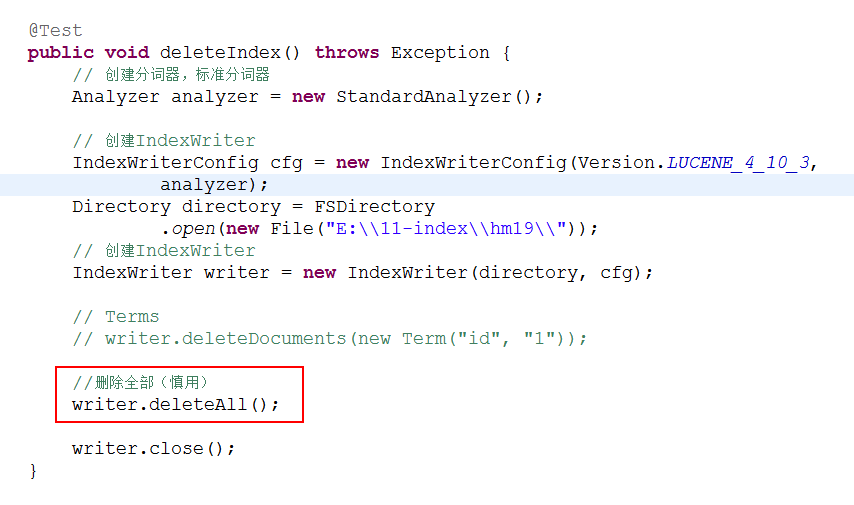 @Test
public void deleteIndex() throws Exception {
// 创建分词器，标准分词器
Analyzer analyzer = new StandardAnalyzer();
// 创建IndexWriter
IndexWriterConfig cfg = new IndexWriterConfig(Version.LUCENE_4_10_3,
analyzer);
Directory directory = FSDirectory
.open(new File("E:\\11-index\\hm19\\"));
// 创建IndexWriter
IndexWriter writer = new IndexWriter(directory, cfg);
// Terms
// writer.deleteDocuments(new Term("id", "1"));
//删除全部（慎用）
writer.deleteAll();
writer.close();
}